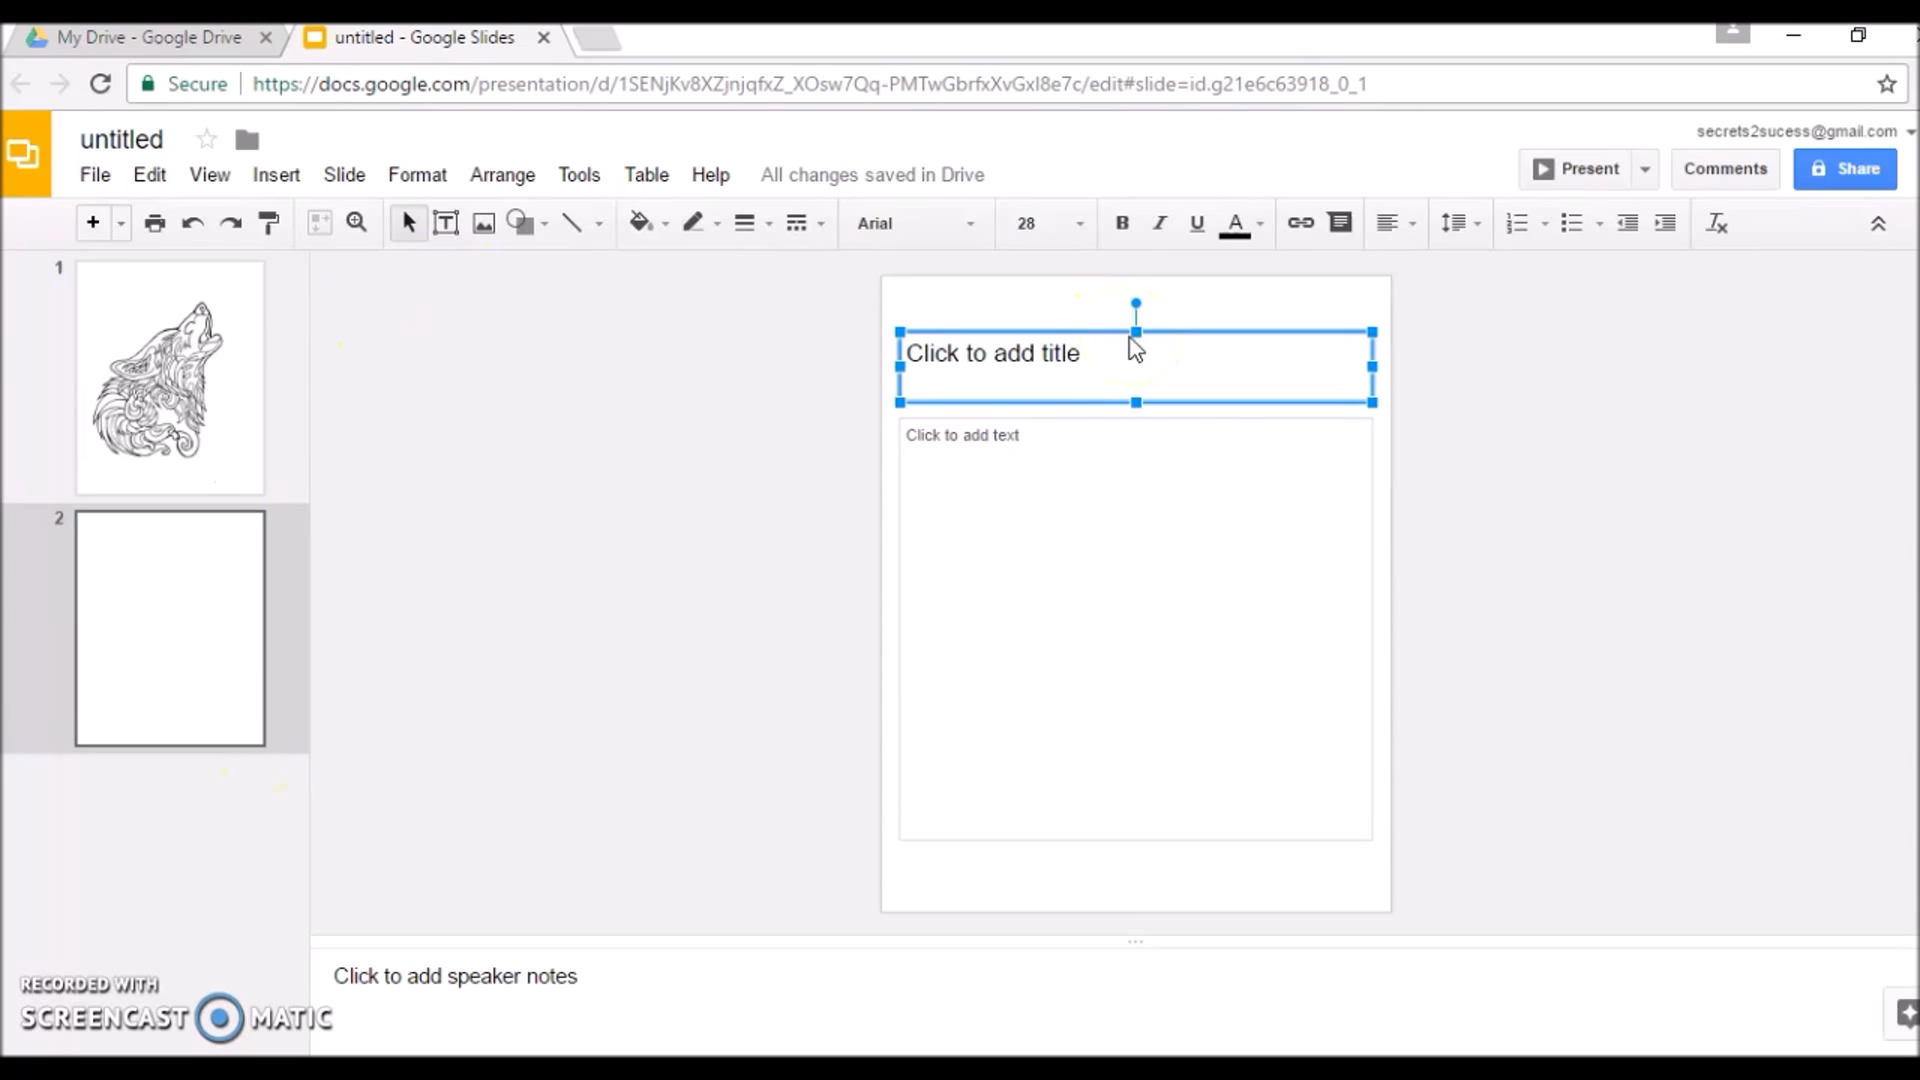 My Drive - Google Drive
untitled - Google Slides
Secure
https://docs.google.com/presentation/d/1SENjKv8XZjnjqfxZ_XOsw7Qq-PMTwGbrfxXvGxI8e7c/edit#slide=id.g21e6c63918_0_1
untitled
secrets2sucess@gmail.com
File Edit View Insert Slide Format Arrange Tools Table Help All changes saved in Drive
Present
Comments
Share
Arial
28
B I U A
1
2
Click to add title
Click to add text
Click to add speaker notes
RECORDED WITH
SCREENCAST MATIC